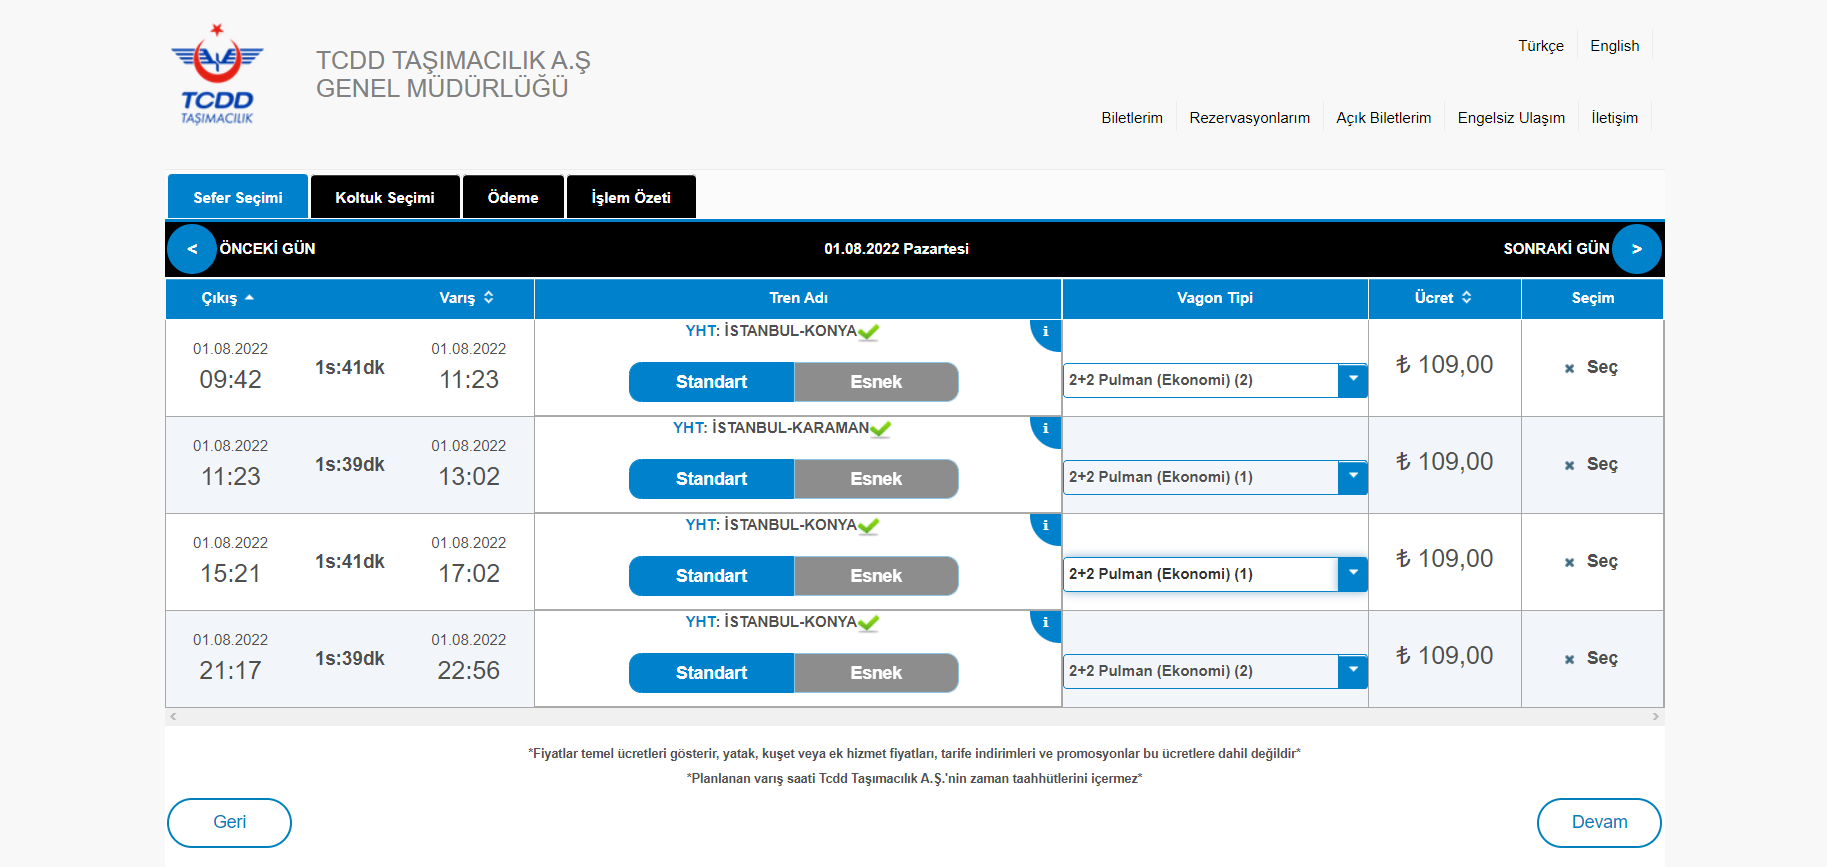 TCDD
TAŞIMACILIK
TCDD TAŞIMACILIK A.Ş
GENEL MÜDÜRLÜĞÜ
Türkçe English
Biletlerim Rezervasyonlarım Açık Biletlerim Engelsiz Ulaşım İletişim
Sefer Seçimi Koltuk Seçimi Ödeme İşlem Özeti
< ÖNCEKİ GÜN 01.08.2022 Pazartesi SONRAKİ GÜN >
Çıkış Varış Tren Adı Vagon Tipi Ücret Seçim
YHT: İSTANBUL-KONYA i
01.08.2022 01.08.2022
09:42 1s:41dk 11:23 Standart Esnek 2+2 Pulman (Ekonomi) (2) ₺ 109,00 Seç
YHT: İSTANBUL-KARAMAN i
01.08.2022 01.08.2022
11:23 1s:39dk 13:02 Standart Esnek 2+2 Pulman (Ekonomi) (1) ₺ 109,00 Seç
YHT: İSTANBUL-KONYA i
01.08.2022 01.08.2022
15:21 1s:41dk 17:02 Standart Esnek 2+2 Pulman (Ekonomi) (1) ₺ 109,00 Seç
YHT: İSTANBUL-KONYA i
01.08.2022 01.08.2022
21:17 1s:39dk 22:56 Standart Esnek 2+2 Pulman (Ekonomi) (2) ₺ 109,00 Seç
*Fiyatlar temel ücretleri gösterir, yatak, kuşet veya ek hizmet fiyatları, tarife indirimleri ve promosyonlar bu ücretlere dahil değildir*
*Planlanan varış saati Tcdd Taşımacılık A.Ş.'nin zaman taahhütlerini içermez*
Geri Devam